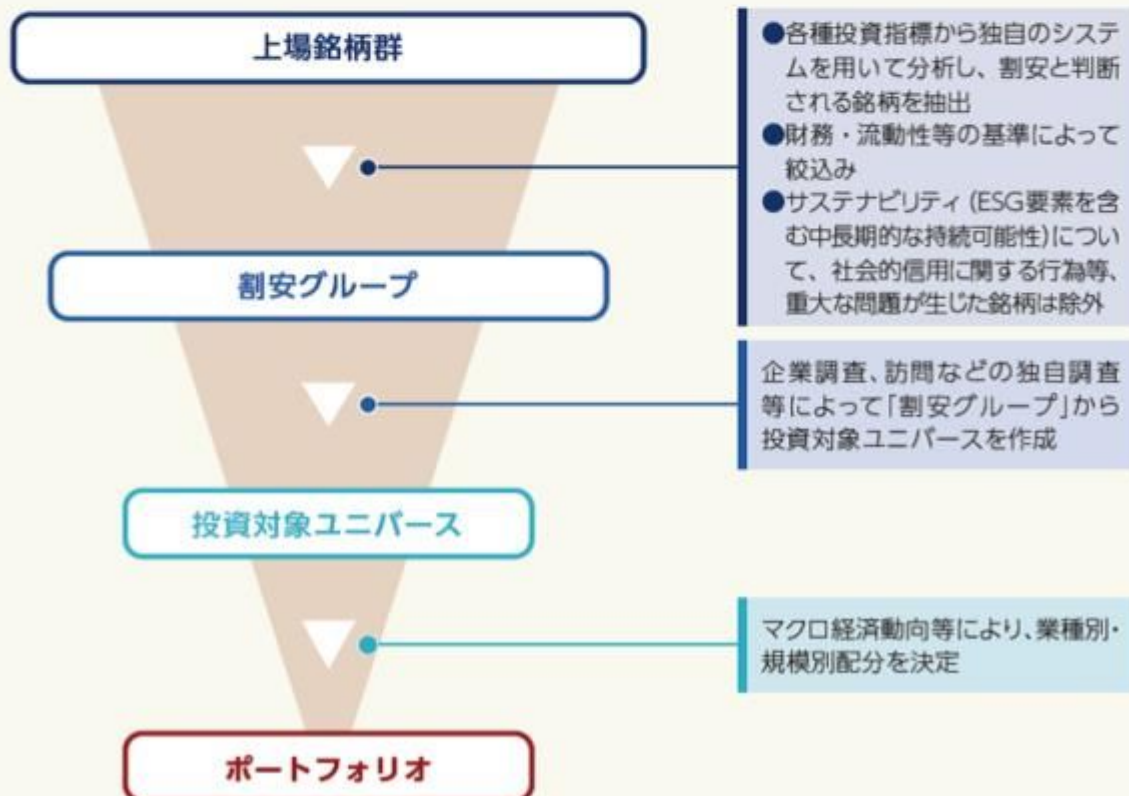 上場銘柄群
●各種投資指標から独自のシステ
ムを用いて分析し、割安と判断
される銘柄を抽出
●財務・流動性等の基準によって
絞込み
●サステナビリティ(ESG要素を含
む中長期的な持続可能性)につい
て、社会的信用に関する行為等、
重大な問題が生じた銘柄は除外
割安グループ
企業調査、訪問などの独自調査
等によって「割安グループ」から
投資対象ユニバースを作成
投資対象ユニバース
マクロ経済動向等により、業種別・
規模別配分を決定
ポートフォリオ